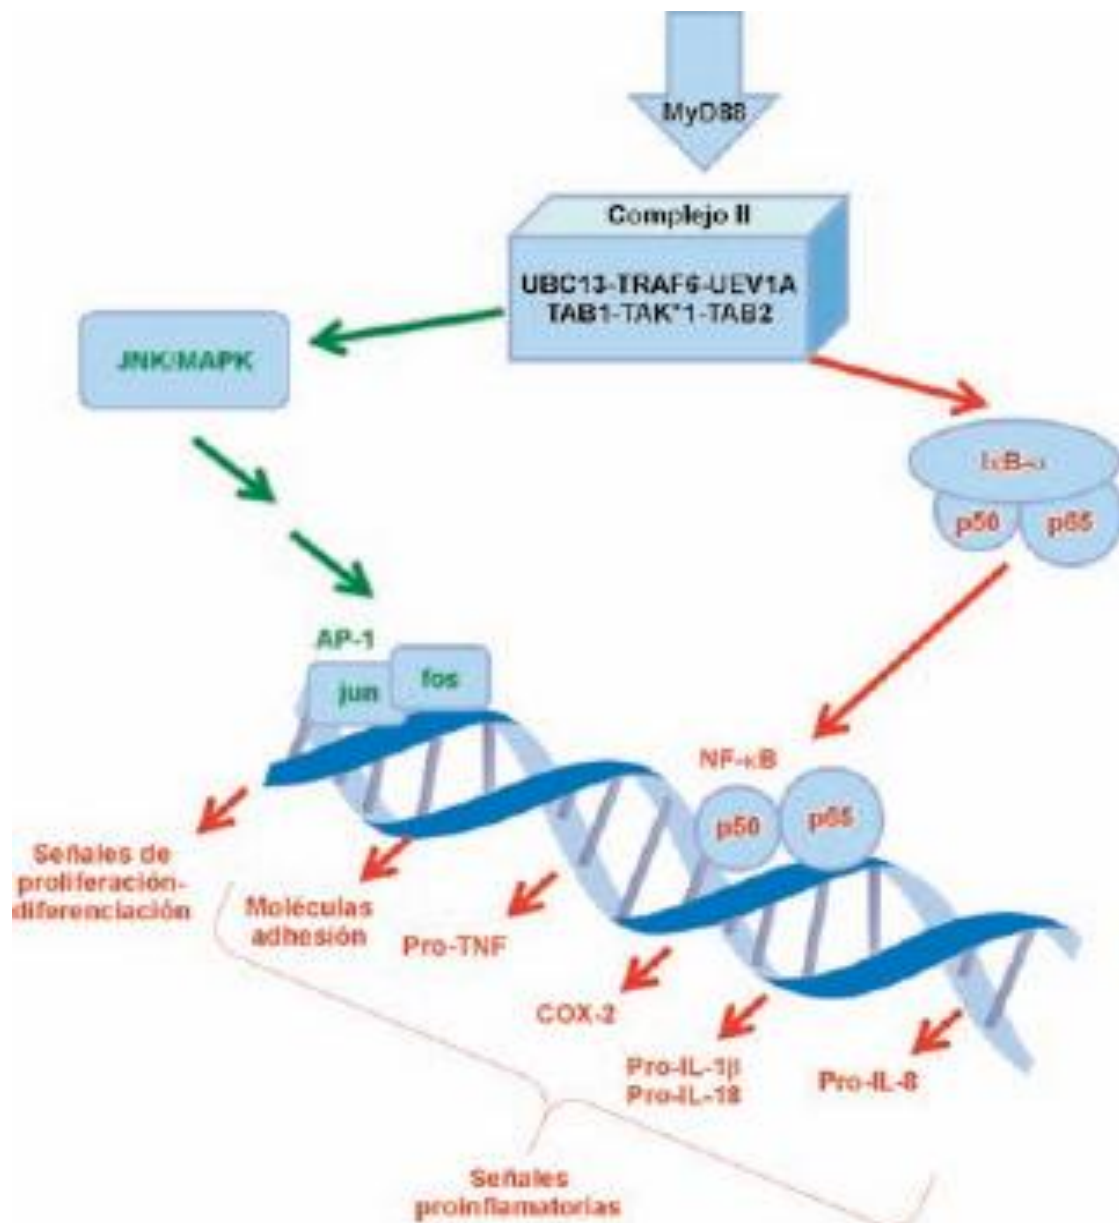 MyD88
Complejo II
UBC13-TRAF6-UEV1A
TAB1-TAK*1-TAB2
JNK/MAPK
IκB-α
p50
p65
AP-1
jun
fos
NF-κB
p50
p65
Señales de
proliferación-
diferenciación
Moléculas
adhesión
Pro-TNF
COX-2
Pro-IL-1β
Pro-IL-18
Pro-IL-8
Señales
proinflamatorias